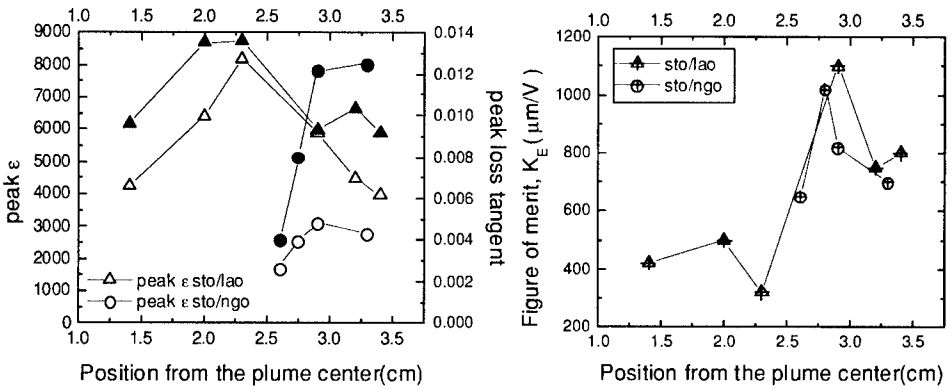 1.0 1.5 2.0 2.5 3.0 3.5
9000
8000
7000
6000
5000
4000
3000
2000
1000
0
peak ε
0.014
0.012
0.010
0.008
0.006
0.004
0.002
0.000
peak loss tangent
peak ε sto/lao
peak ε sto/ngo
1.0 1.5 2.0 2.5 3.0 3.5
Position from the plume center(cm)
1.0 1.5 2.0 2.5 3.0 3.5
1200
1000
800
600
400
200
Figure of merit, K_E ( μm/V)
sto/lao
sto/ngo
1.0 1.5 2.0 2.5 3.0 3.5
Position from the plume center(cm)